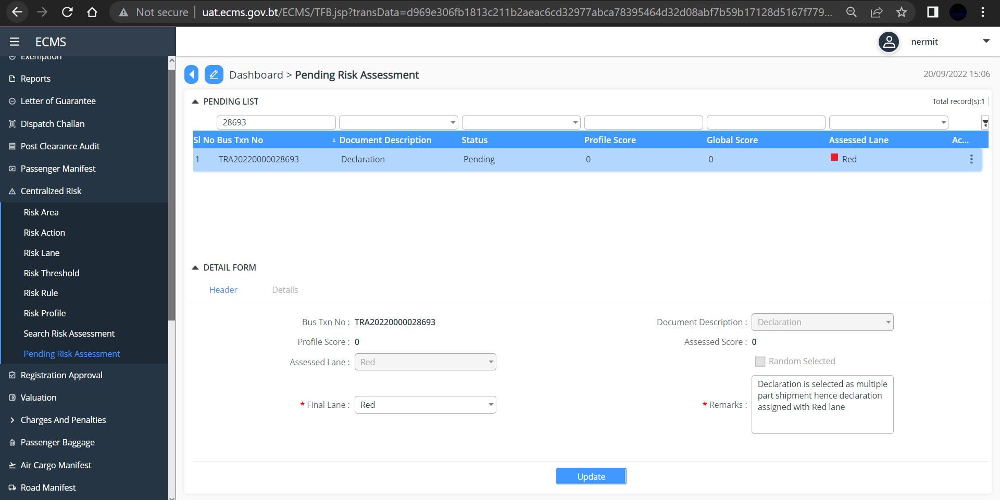 Not secure
uat.ecms.gov.bt/ECMS/TFB.jsp?transData=d969e306fb1813c211b2aeac6cd32977abca78395464d32d08abf7b59b17128d5167f779...
ECMS
nermit
Exemption
Reports
Letter of Guarantee
Dispatch Challan
Post Clearance Audit
Passenger Manifest
Centralized Risk
Risk Area
Risk Action
Risk Lane
Risk Threshold
Risk Rule
Risk Profile
Search Risk Assessment
Pending Risk Assessment
Registration Approval
Valuation
Charges And Penalties
Passenger Baggage
Air Cargo Manifest
Road Manifest
Dashboard > Pending Risk Assessment
20/09/2022 15:06
PENDING LIST
Total record(s):1
28693
Sl No Bus Txn No Document Description Status Profile Score Global Score Assessed Lane Ac...
1 TRA20220000028693 Declaration Pending 0 0 Red
DETAIL FORM
Header Details
Bus Txn No : TRA20220000028693 Document Description : Declaration
Profile Score : 0 Assessed Score : 0
Assessed Lane : Red Random Selected
* Final Lane : Red
* Remarks :
Declaration is selected as multiple
part shipment hence declaration
assigned with Red lane
Update